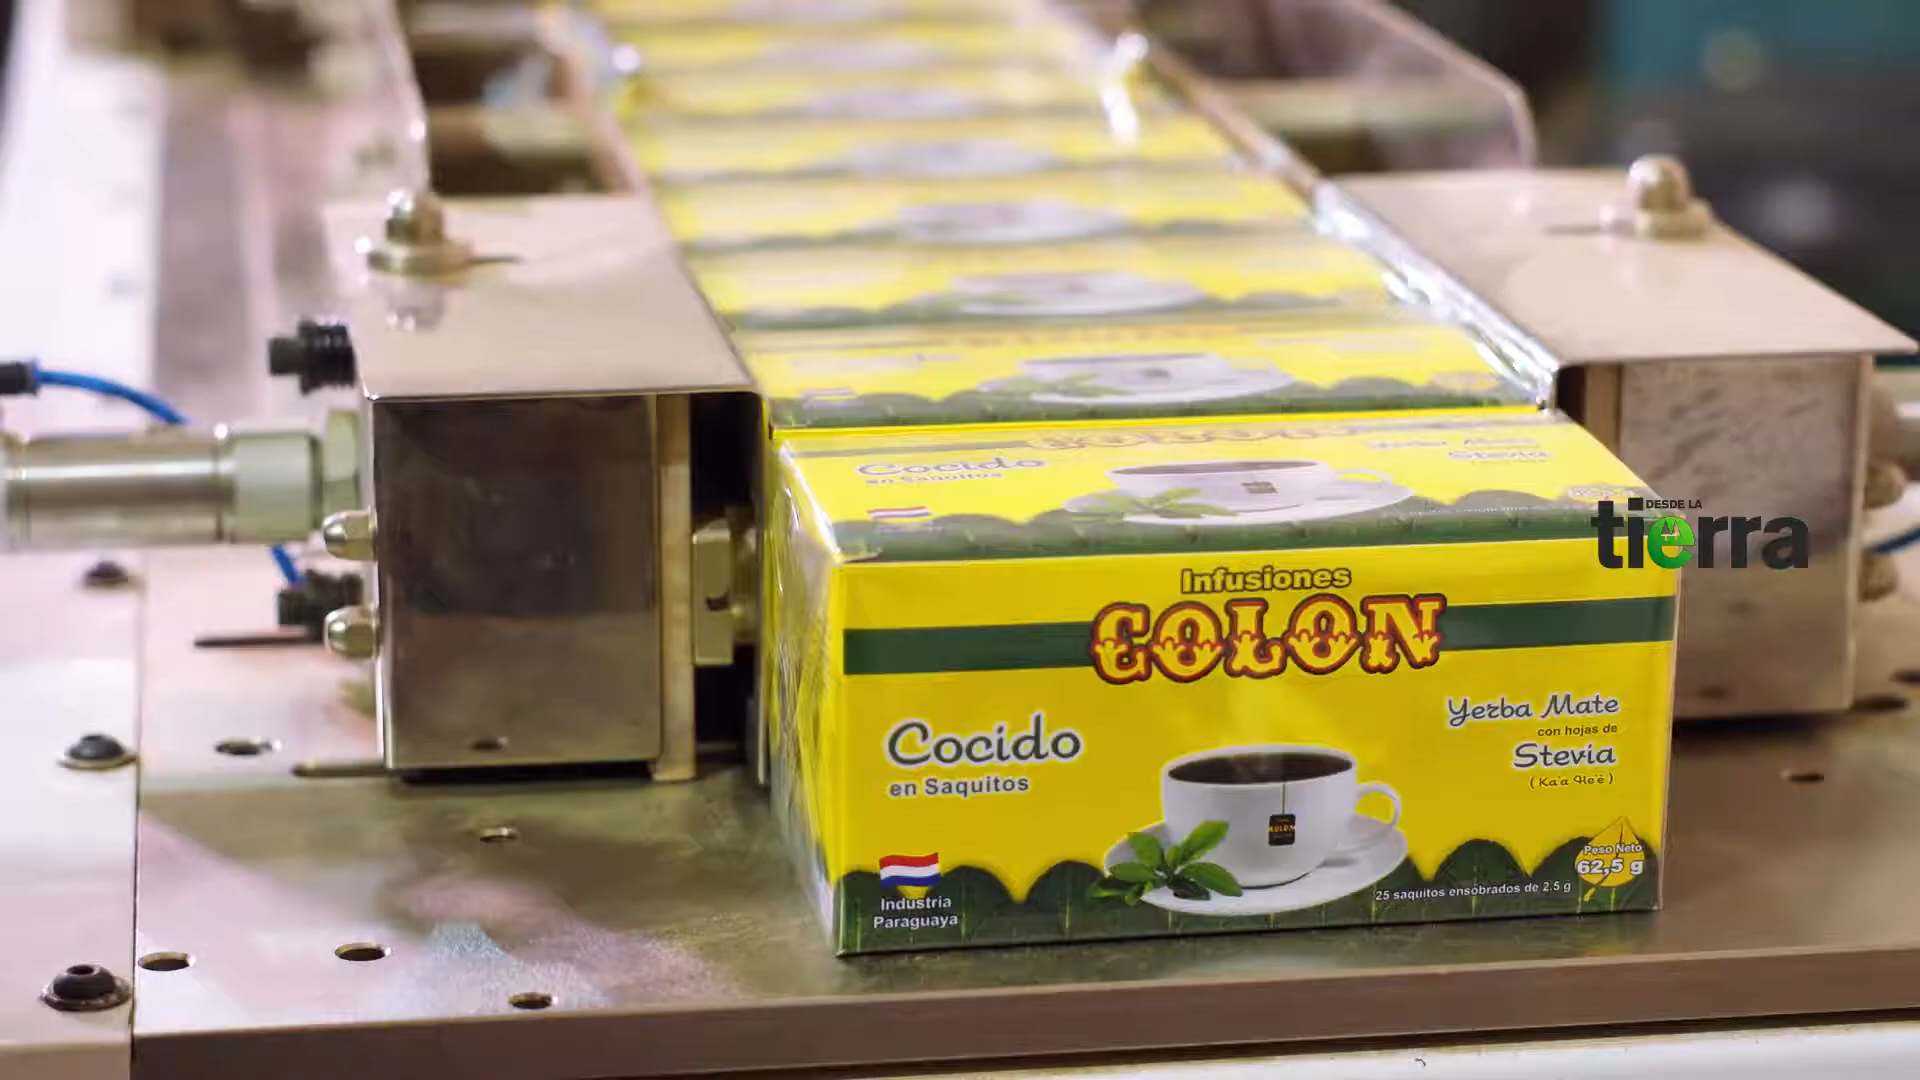 Cocido
en Saquitos
Yerba Mate
Stevia
DESDE LA
tierra
Infusiones
COLON
Cocido
en Saquitos
Yerba Mate
con hojas de
Stevia
(Ka'a He'ẽ)
COLON
Industria
Paraguaya
25 saquitos ensobrados de 2.5 g
Peso Neto
62,5 g